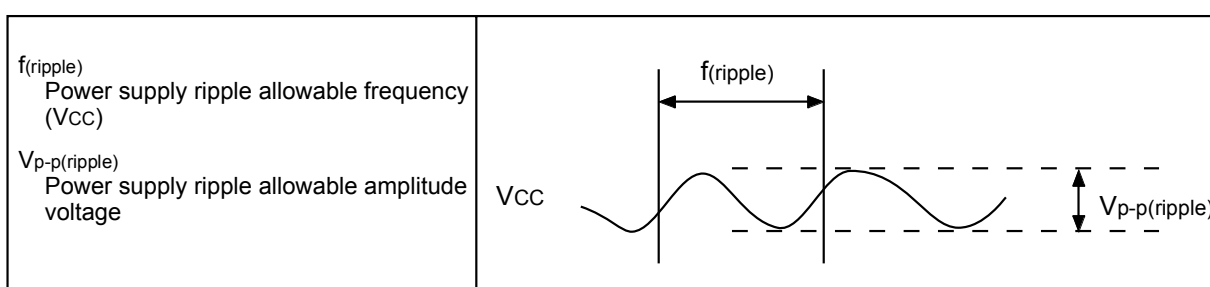 f(ripple)
Power supply ripple allowable frequency
(VCC)
Vp-p(ripple)
Power supply ripple allowable amplitude
voltage
f(ripple)
VCC
Vp-p(ripple)